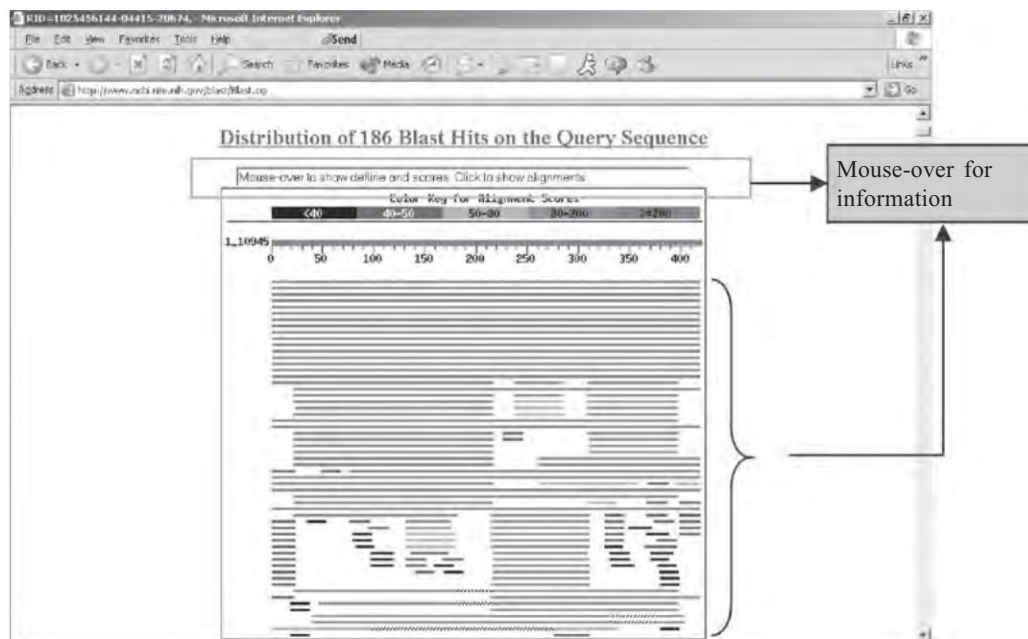 RID=1025456144-04415-20674, - Microsoft Internet Explorer
File Edit View Favorites Tools Help Send
Back Search Favorites Media Links
Address http://www.ncbi.nlm.nih.gov/blast/Blast.cgi Go
Distribution of 186 Blast Hits on the Query Sequence
Mouse-over to show defline and scores. Click to show alignments
Color Key for Alignment Scores
<40 40-50 50-80 80-200 >=200
1_10945
0 50 100 150 200 250 300 350 400
Mouse-over for
information